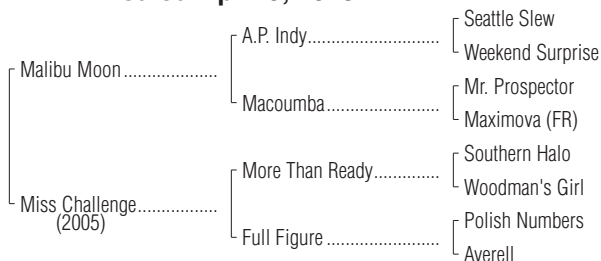 Seattle Slew
A.P. Indy
Weekend Surprise
Malibu Moon
Mr. Prospector
Macoumba
Maximova (FR)
Southern Halo
More Than Ready
Woodman's Girl
Miss Challenge
(2005)
Polish Numbers
Full Figure
Averell